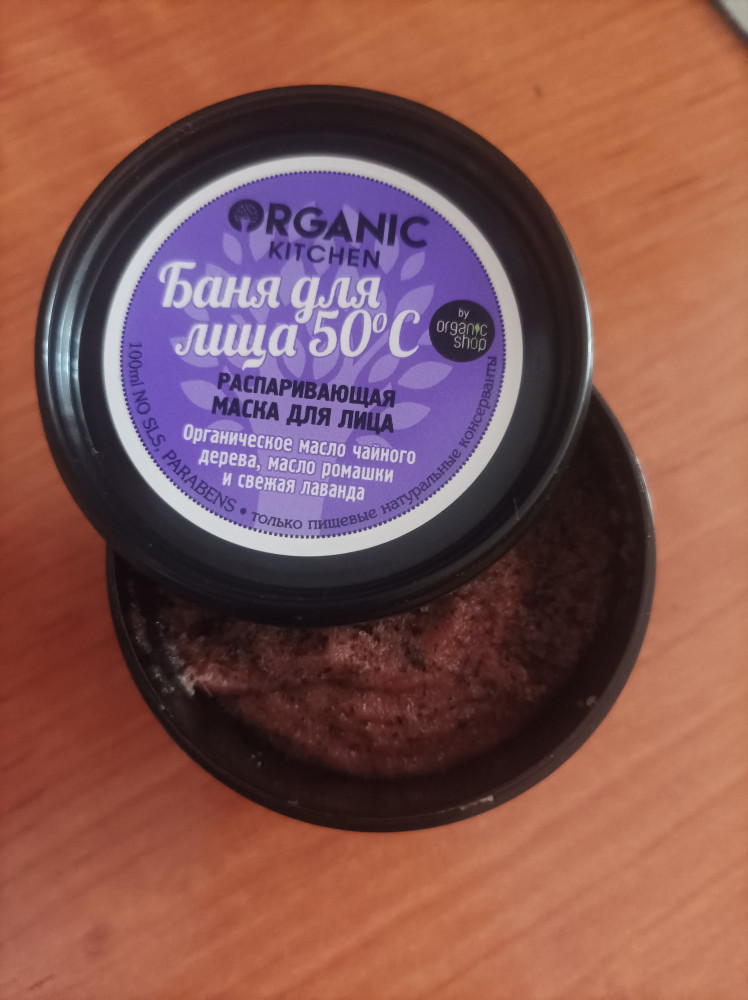 ORGANIC
KITCHEN
Баня для
лица 50°C
by
organic
shop
РАСПАРИВАЮЩАЯ
МАСКА ДЛЯ ЛИЦА
Органическое масло чайного
дерева, масло ромашки
и свежая лаванда
100ml NO SLS, PARABENS • только пищевые натуральные консерванты